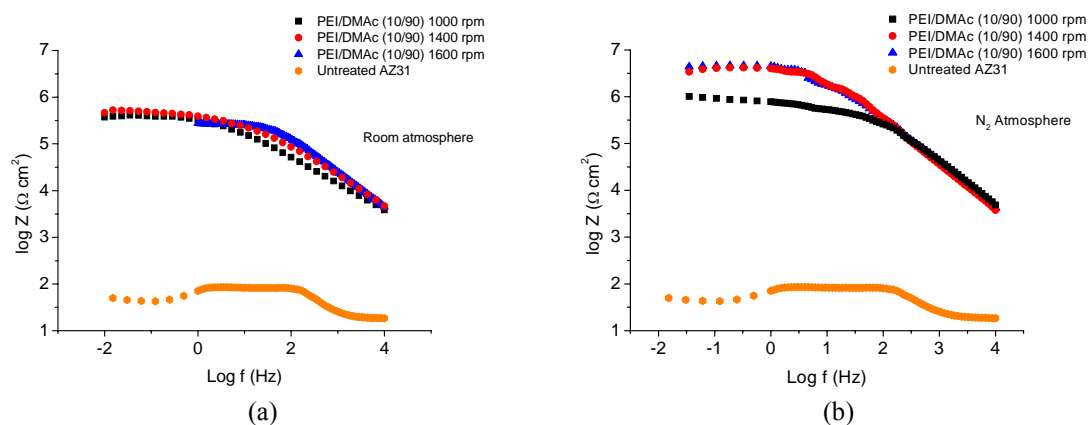 PEI/DMAc (10/90) 1000 rpm
PEI/DMAc (10/90) 1400 rpm
PEI/DMAc (10/90) 1600 rpm
Untreated AZ31
Room atmosphere
7
6
5
4
3
2
1
log Z (Ω cm²)
-2 0 2 4
Log f (Hz)
(a)
PEI/DMAc (10/90) 1000 rpm
PEI/DMAc (10/90) 1400 rpm
PEI/DMAc (10/90) 1600 rpm
Untreated AZ31
N₂ Atmosphere
7
6
5
4
3
2
1
log Z (Ω cm²)
-2 -1 0 1 2 3 4
Log f (Hz)
(b)